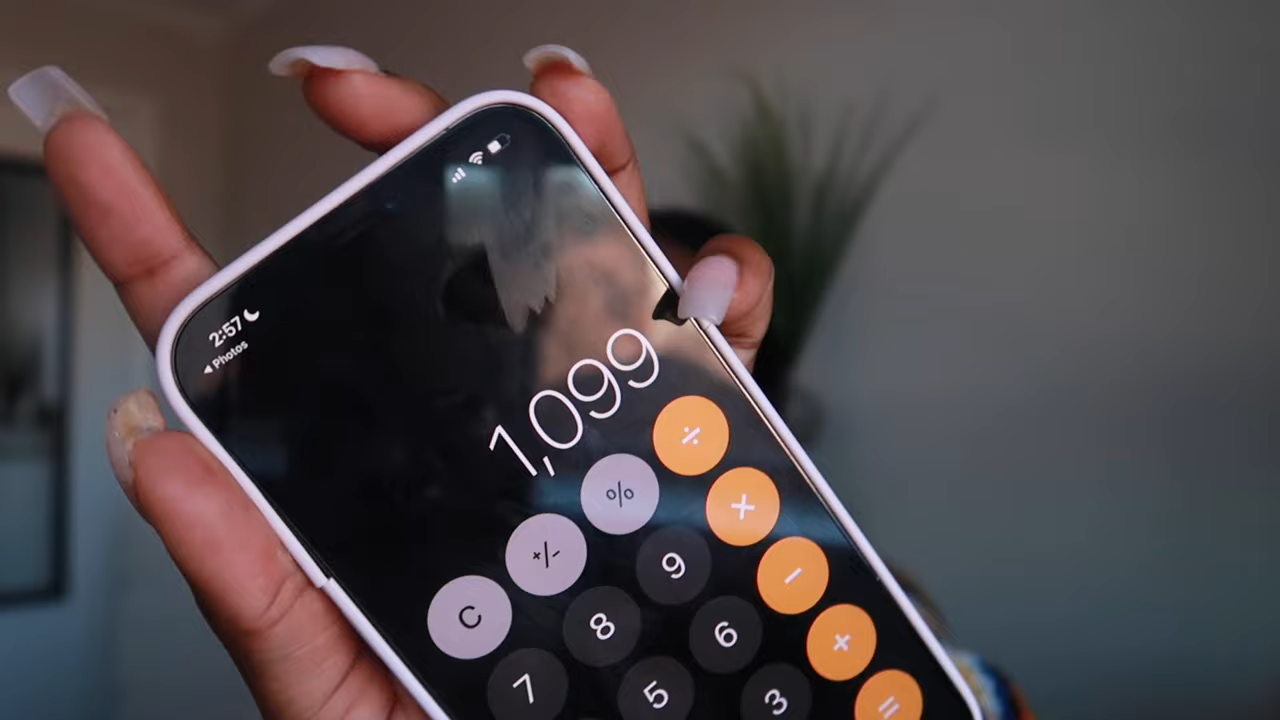 2:57
◀ Photos
1,099
C +/- % ÷
7 8 9 +
5 6 −
3 ×
=